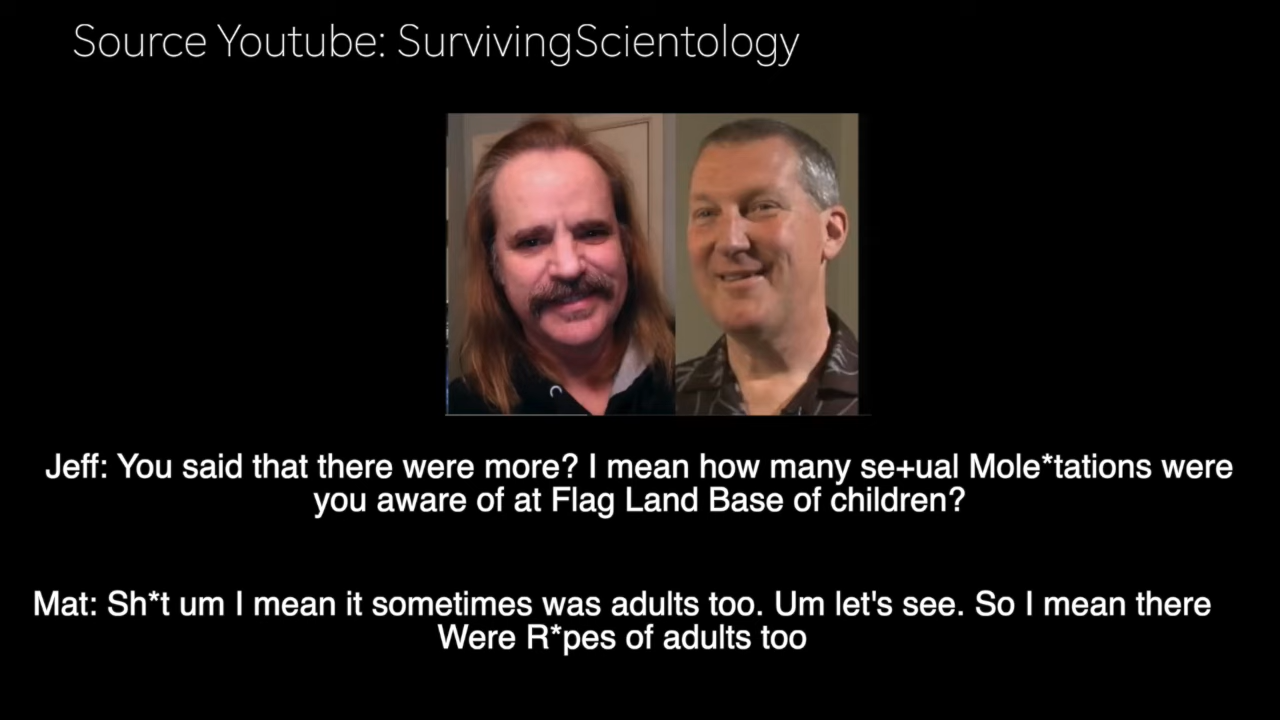 Source Youtube: SurvivingScientology
Jeff: You said that there were more? I mean how many se+ual Mole*tations were
you aware of at Flag Land Base of children?
Mat: Sh*t um I mean it sometimes was adults too. Um let's see. So I mean there
Were R*pes of adults too